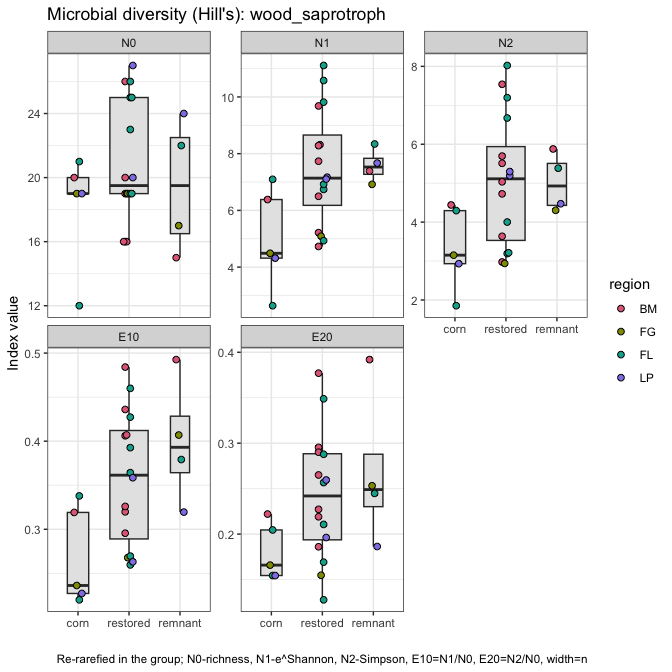 Microbial diversity (Hill's): wood_saprotroph
N0
N1
N2
24
20
16
12
10
8
6
4
8
6
4
2
corn restored remnant
Index value
region
BM
FG
FL
LP
E10
E20
0.5
0.4
0.3
0.4
0.3
0.2
corn restored remnant
corn restored remnant
Re-rarefied in the group; N0-richness, N1-e^Shannon, N2-Simpson, E10=N1/N0, E20=N2/N0, width=n